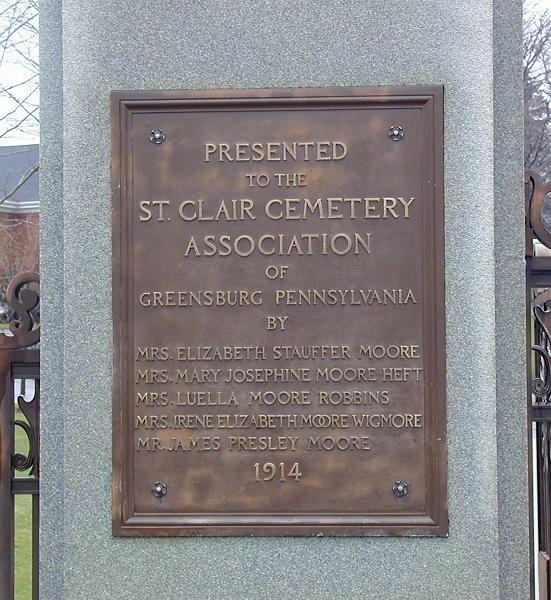 PRESENTED
TO THE
ST. CLAIR CEMETERY
ASSOCIATION
OF
GREENSBURG PENNSYLVANIA
BY
MRS. ELIZABETH STAUFFER MOORE
MRS. MARY JOSEPHINE MOORE HEFT
MRS. LUELLA MOORE ROBBINS
MRS. IRENE ELIZABETH MOORE WIGMORE
MR. JAMES PRESLEY MOORE
1914